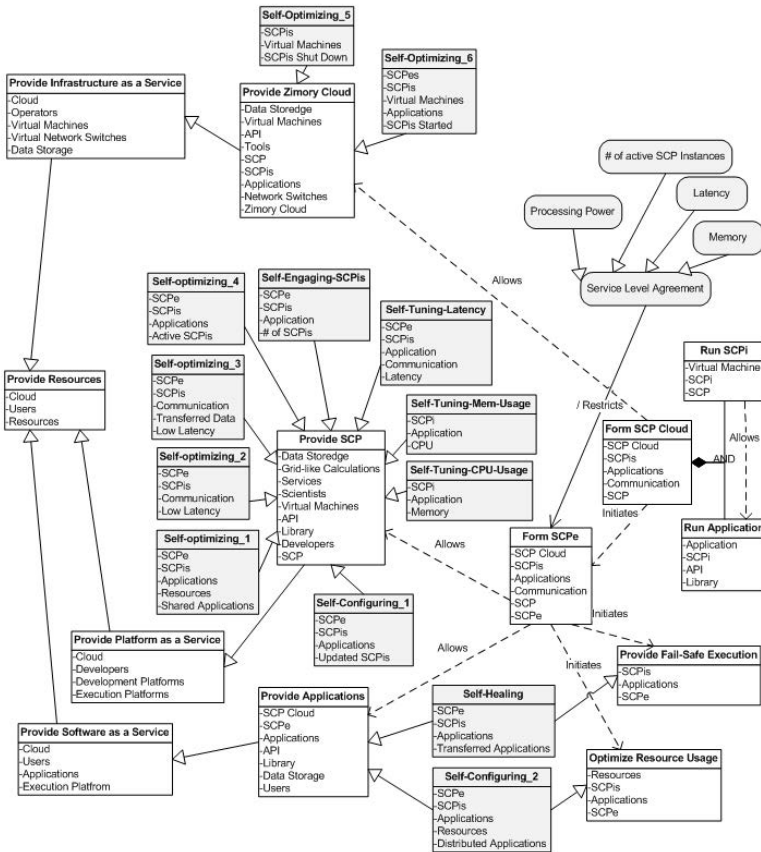 Self-Optimizing_5
-SCPis
-Virtual Machines
-SCPis Shut Down
Self-Optimizing_6
-SCPes
-SCPis
-Virtual Machines
-Applications
-SCPis Started
Provide Infrastructure as a Service
-Cloud
-Operators
-Virtual Machines
-Virtual Network Switches
-Data Storage
Provide Zimory Cloud
-Data Storedge
-Virtual Machines
-API
-Tools
-SCP
-SCPis
-Applications
-Network Switches
-Zimory Cloud
# of active SCP Instances
Latency
Processing Power
Memory
Service Level Agreement
Allows
Self-optimizing_4
-SCPe
-SCPis
-Applications
-Active SCPis
Self-Engaging-SCPis
-SCPe
-SCPis
-Application
-# of SCPis
Self-Tuning-Latency
-SCPe
-SCPis
-Application
-Communication
-Latency
Run SCPi
-Virtual Machine
-SCPi
-SCP
Self-optimizing_3
-SCPe
-SCPis
-Communication
-Transferred Data
-Low Latency
Provide Resources
-Cloud
-Users
-Resources
Self-Tuning-Mem-Usage
-SCPi
-Application
-CPU
/ Restricts
Allows
Form SCP Cloud
-SCP Cloud
-SCPis
-Applications
-Communication
-SCP
AND
Provide SCP
-Data Storedge
-Grid-like Calculations
-Services
-Scientists
-Virtual Machines
-API
-Library
-Developers
-SCP
Self-optimizing_2
-SCPe
-SCPis
-Communication
-Low Latency
Self-Tuning-CPU-Usage
-SCPi
-Application
-Memory
Initiates
Run Application
-Application
-SCPi
-API
-Library
Self-optimizing_1
-SCPe
-SCPis
-Applications
-Resources
-Shared Applications
Allows
Form SCPe
-SCP Cloud
-SCPis
-Applications
-Communication
-SCP
-SCPe
Self-Configuring_1
-SCPe
-SCPis
-Applications
-Updated SCPis
Initiates
Provide Platform as a Service
-Cloud
-Developers
-Development Platforms
-Execution Platforms
Allows
Initiates
Provide Fail-Safe Execution
-SCPis
-Applications
-SCPe
Provide Applications
-SCP Cloud
-SCPe
-Applications
-API
-Library
-Data Storage
-Users
Self-Healing
-SCPe
-SCPis
-Applications
-Transferred Applications
Provide Software as a Service
-Cloud
-Users
-Applications
-Execution Platfrom
Optimize Resource Usage
-Resources
-SCPis
-Applications
-SCPe
Self-Configuring_2
-SCPe
-SCPis
-Applications
-Resources
-Distributed Applications